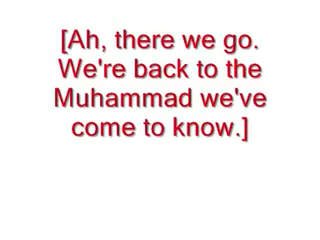 [Ah, there we go.
We're back to the
Muhammad we've
come to know.]